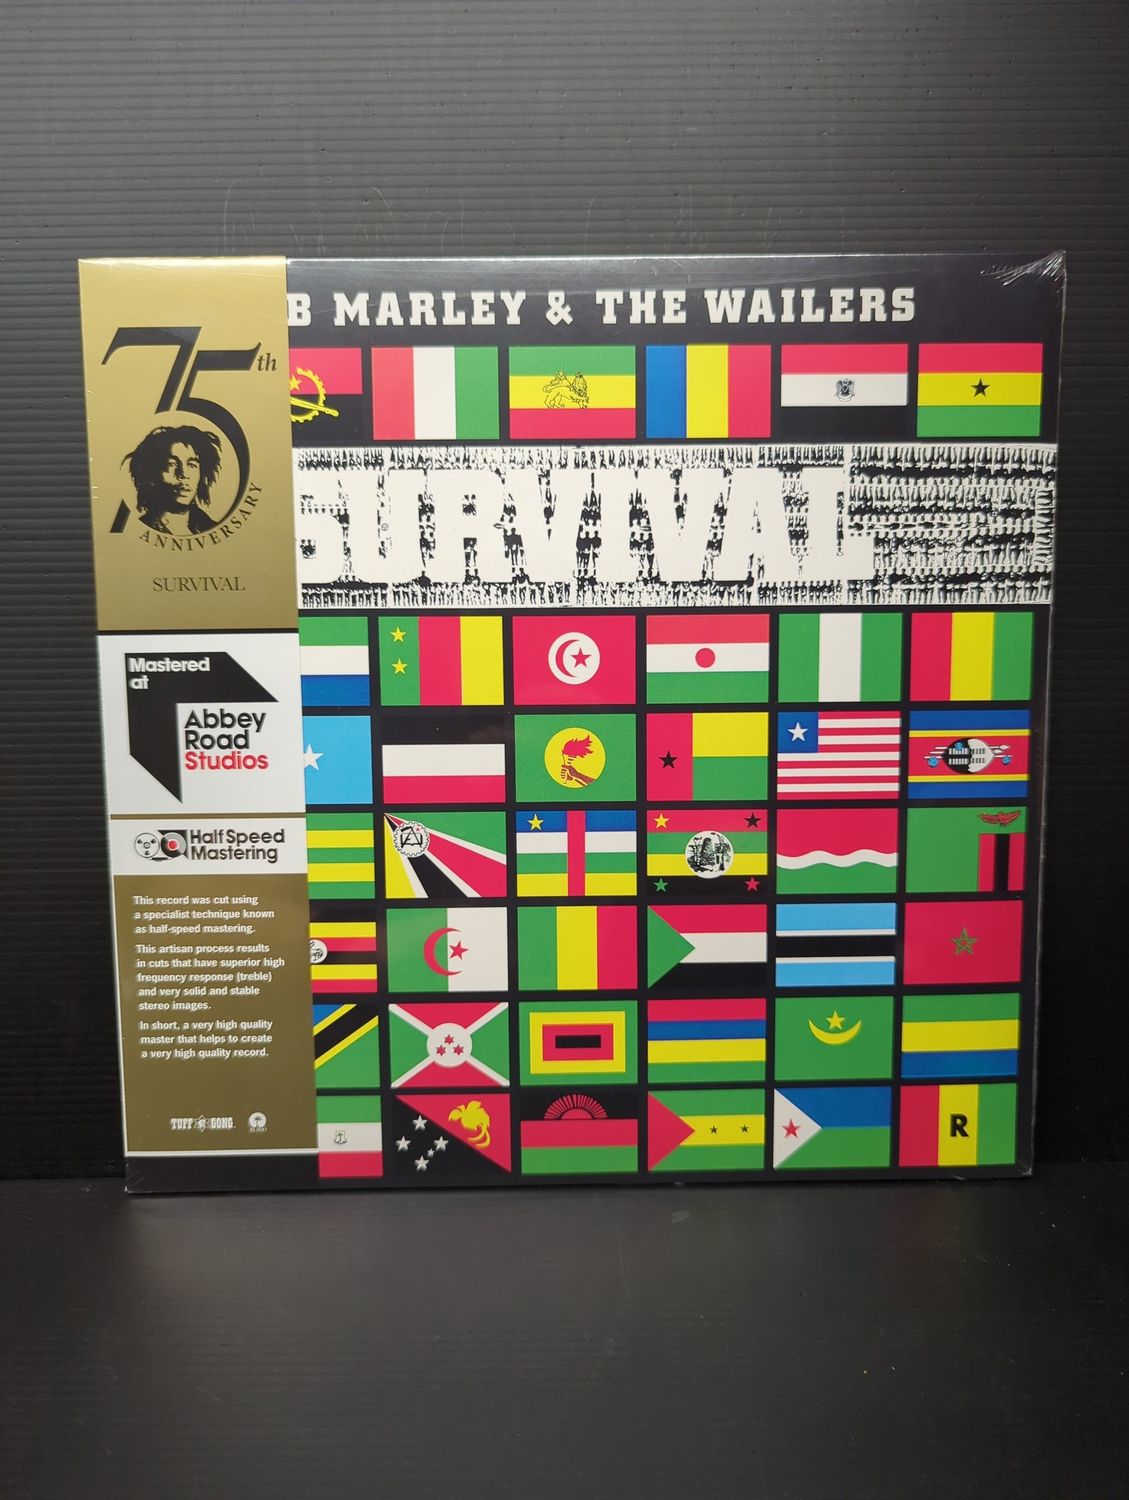 B MARLEY & THE WAILERS
75th
ANNIVERSARY
SURVIVAL
SURVIVAL
Mastered
at
Abbey
Road
Studios
Half Speed
Mastering
This record was cut using
a specialist technique known
as half-speed mastering.
This artisan process results
in cuts that have superior high
frequency response (treble)
and very solid and stable
stereo images.
In short, a very high quality
master that helps to create
a very high quality record.
TUFF GONG
R